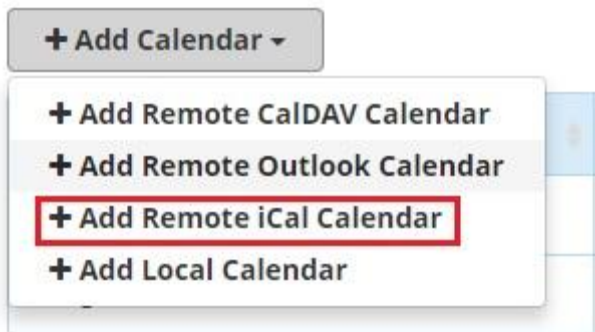 + Add Calendar
+ Add Remote CalDAV Calendar
+ Add Remote Outlook Calendar
+ Add Remote iCal Calendar
+ Add Local Calendar